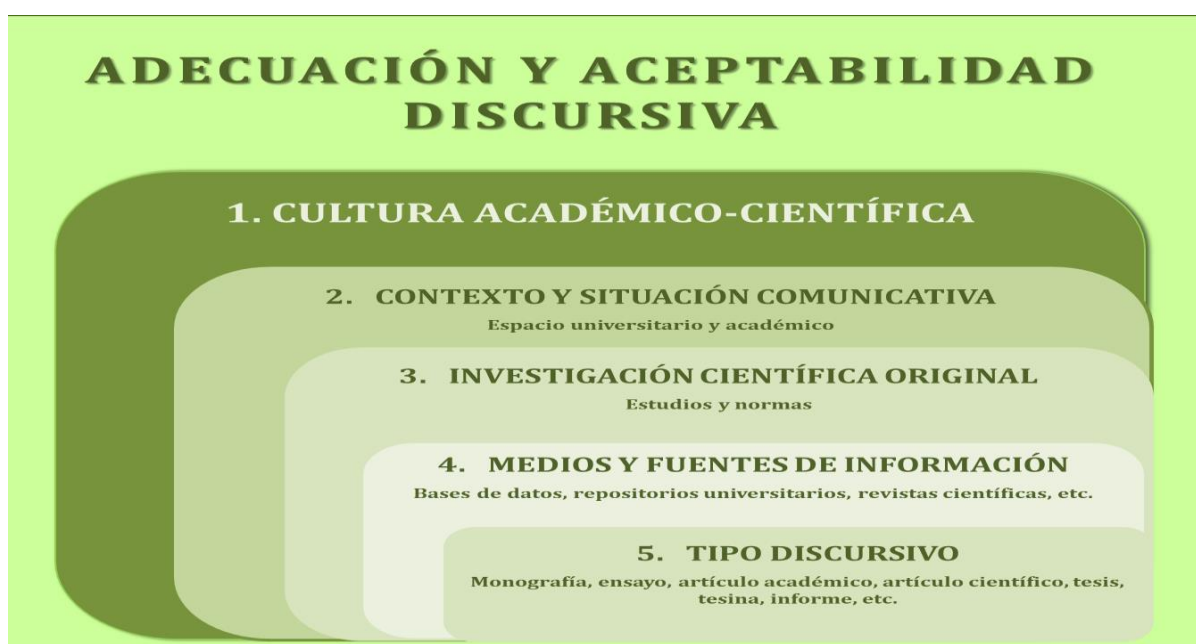 ADECUACIÓN Y ACEPTABILIDAD
DISCURSIVA
1. CULTURA ACADÉMICO-CIENTÍFICA
2. CONTEXTO Y SITUACIÓN COMUNICATIVA
Espacio universitario y académico
3. INVESTIGACIÓN CIENTÍFICA ORIGINAL
Estudios y normas
4. MEDIOS Y FUENTES DE INFORMACIÓN
Bases de datos, repositorios universitarios, revistas científicas, etc.
5. TIPO DISCURSIVO
Monografía, ensayo, artículo académico, artículo científico, tesis,
tesina, informe, etc.